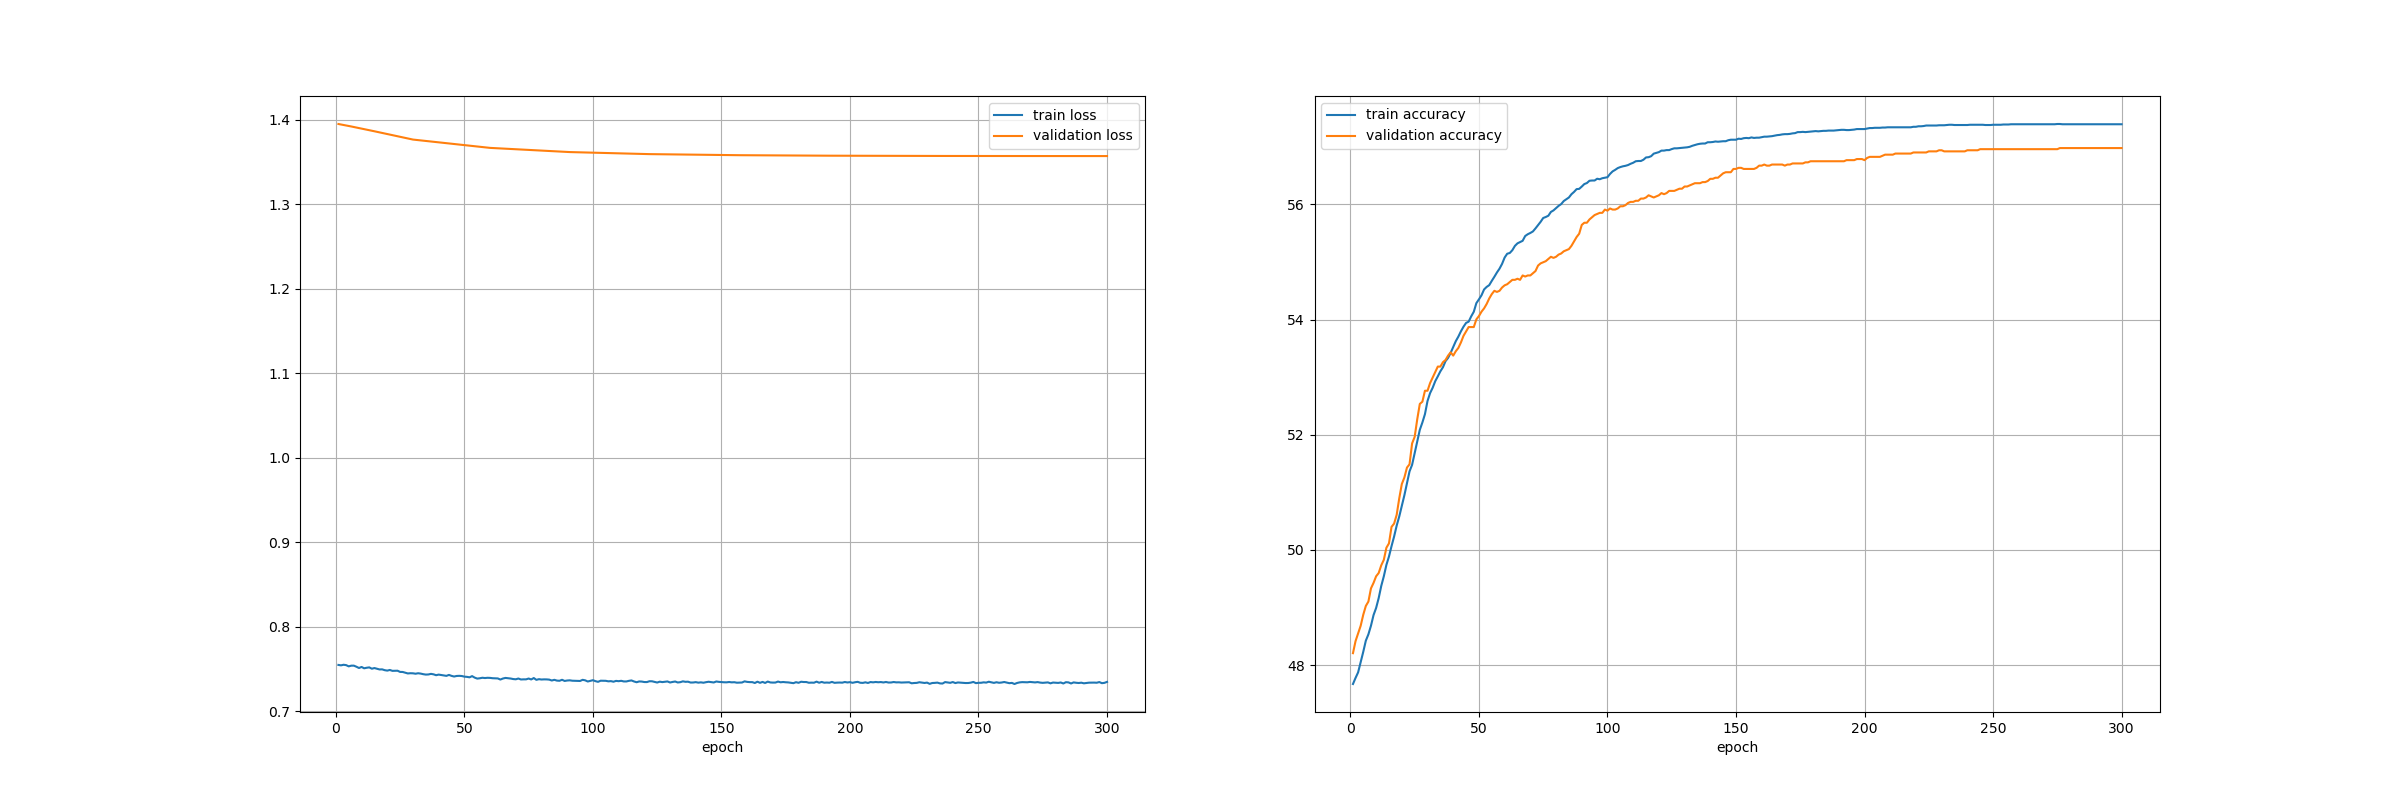 train loss
validation loss
1.4
1.3
1.2
1.1
1.0
0.9
0.8
0.7
0 50 100 150 200 250 300
epoch
train accuracy
validation accuracy
56
54
52
50
48
0 50 100 150 200 250 300
epoch